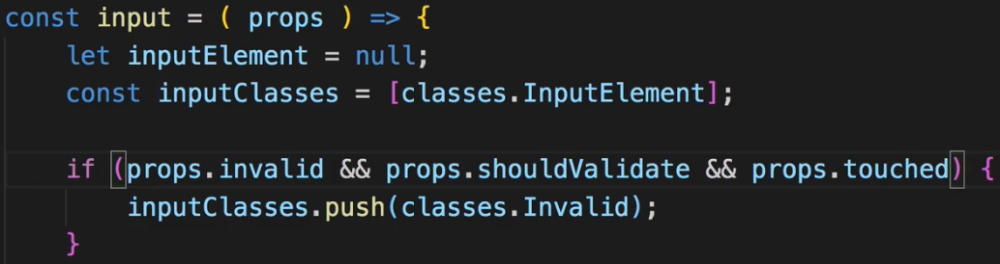 const input = ( props ) => {
let inputElement = null;
const inputClasses = [classes.InputElement];
if (props.invalid && props.shouldValidate && props.touched) {
inputClasses.push(classes.Invalid);
}